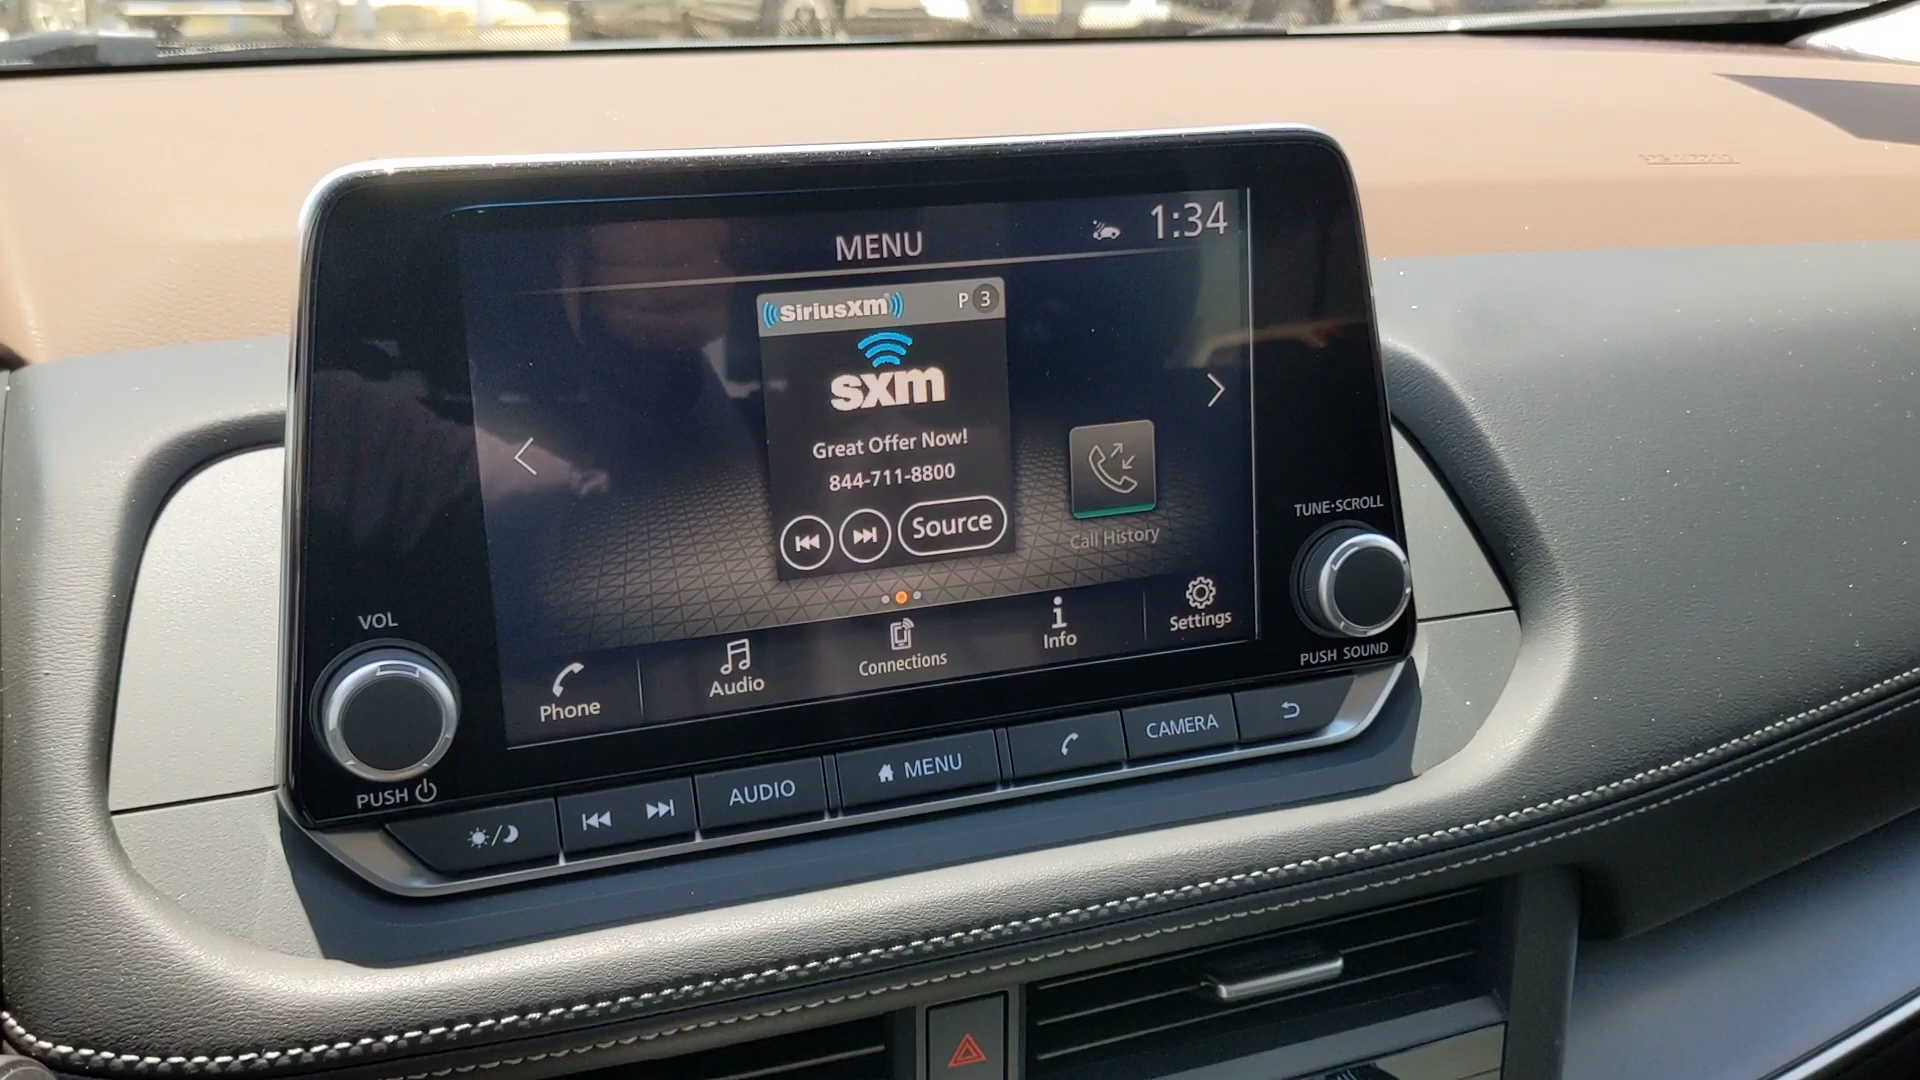 MENU
1:34
SiriusXm P 3
sxm
Great Offer Now!
844-711-8800
Source
Call History
Phone
Audio
Connections
Info
Settings
VOL
PUSH
TUNE·SCROLL
PUSH SOUND
AUDIO
MENU
CAMERA